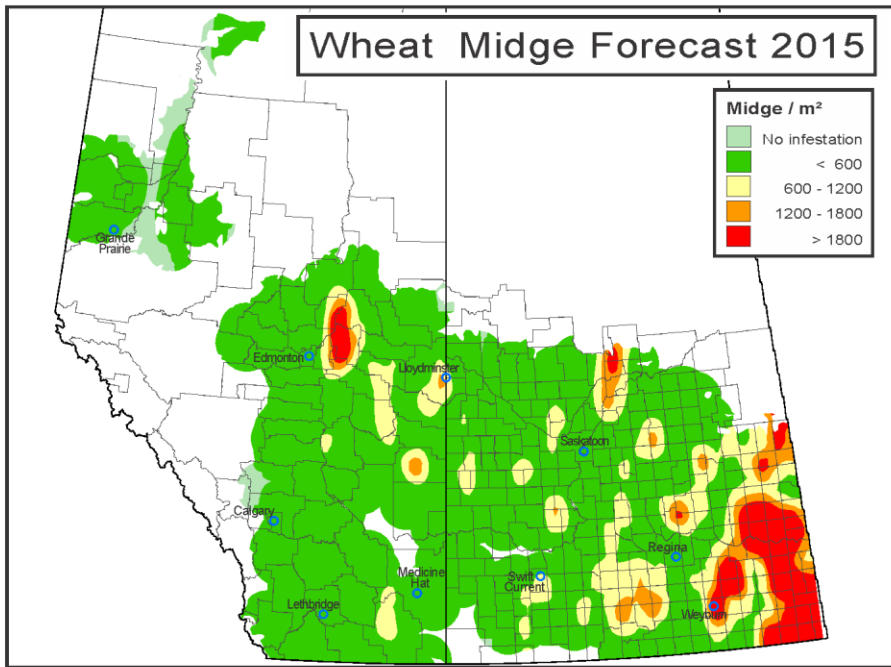 Wheat Midge Forecast 2015
Midge / m²
No infestation
< 600
600 - 1200
1200 - 1800
> 1800
Grande
Prairie
Edmonton
Lloydminster
Saskatoon
Calgary
Regina
Medicine
Hat
Swift
Current
Lethbridge
Weyburn